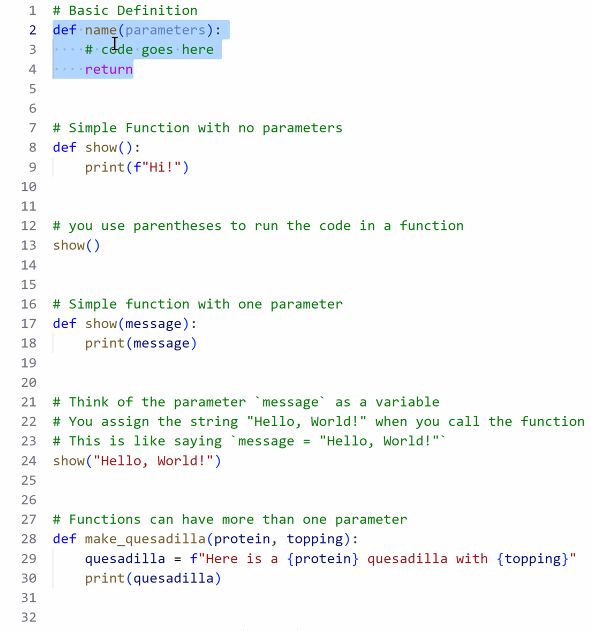 1 # Basic Definition
2 def name(parameters):
3     # code goes here
4     return
5
6
7 # Simple Function with no parameters
8 def show():
9     print(f"Hi!")
10
11
12 # you use parentheses to run the code in a function
13 show()
14
15
16 # Simple function with one parameter
17 def show(message):
18     print(message)
19
20
21 # Think of the parameter `message` as a variable
22 # You assign the string "Hello, World!" when you call the function
23 # This is like saying `message = "Hello, World!"`
24 show("Hello, World!")
25
26
27 # Functions can have more than one parameter
28 def make_quesadilla(protein, topping):
29     quesadilla = f"Here is a {protein} quesadilla with {topping}"
30     print(quesadilla)
31
32